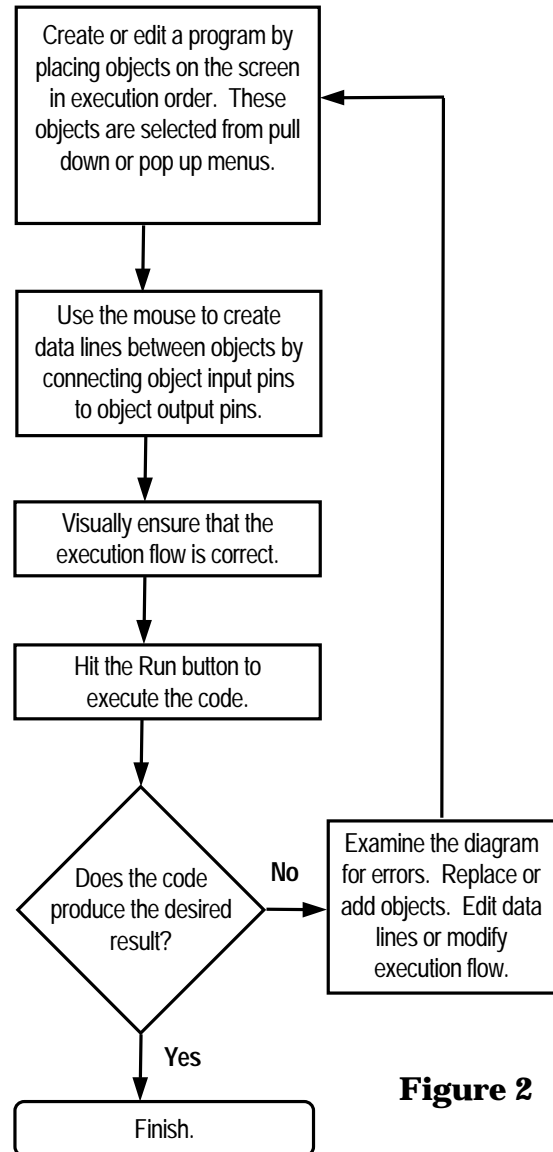 Create or edit a program by
placing objects on the screen
in execution order.  These
objects are selected from pull
down or pop up menus.
Use the mouse to create
data lines between objects by
connecting object input pins
to object output pins.
Visually ensure that the
execution flow is correct.
Hit the Run button to
execute the code.
Does the code
produce the desired
result?
No
Examine the diagram
for errors.  Replace or
add objects.  Edit data
lines or modify
execution flow.
Yes
Finish.
Figure 2